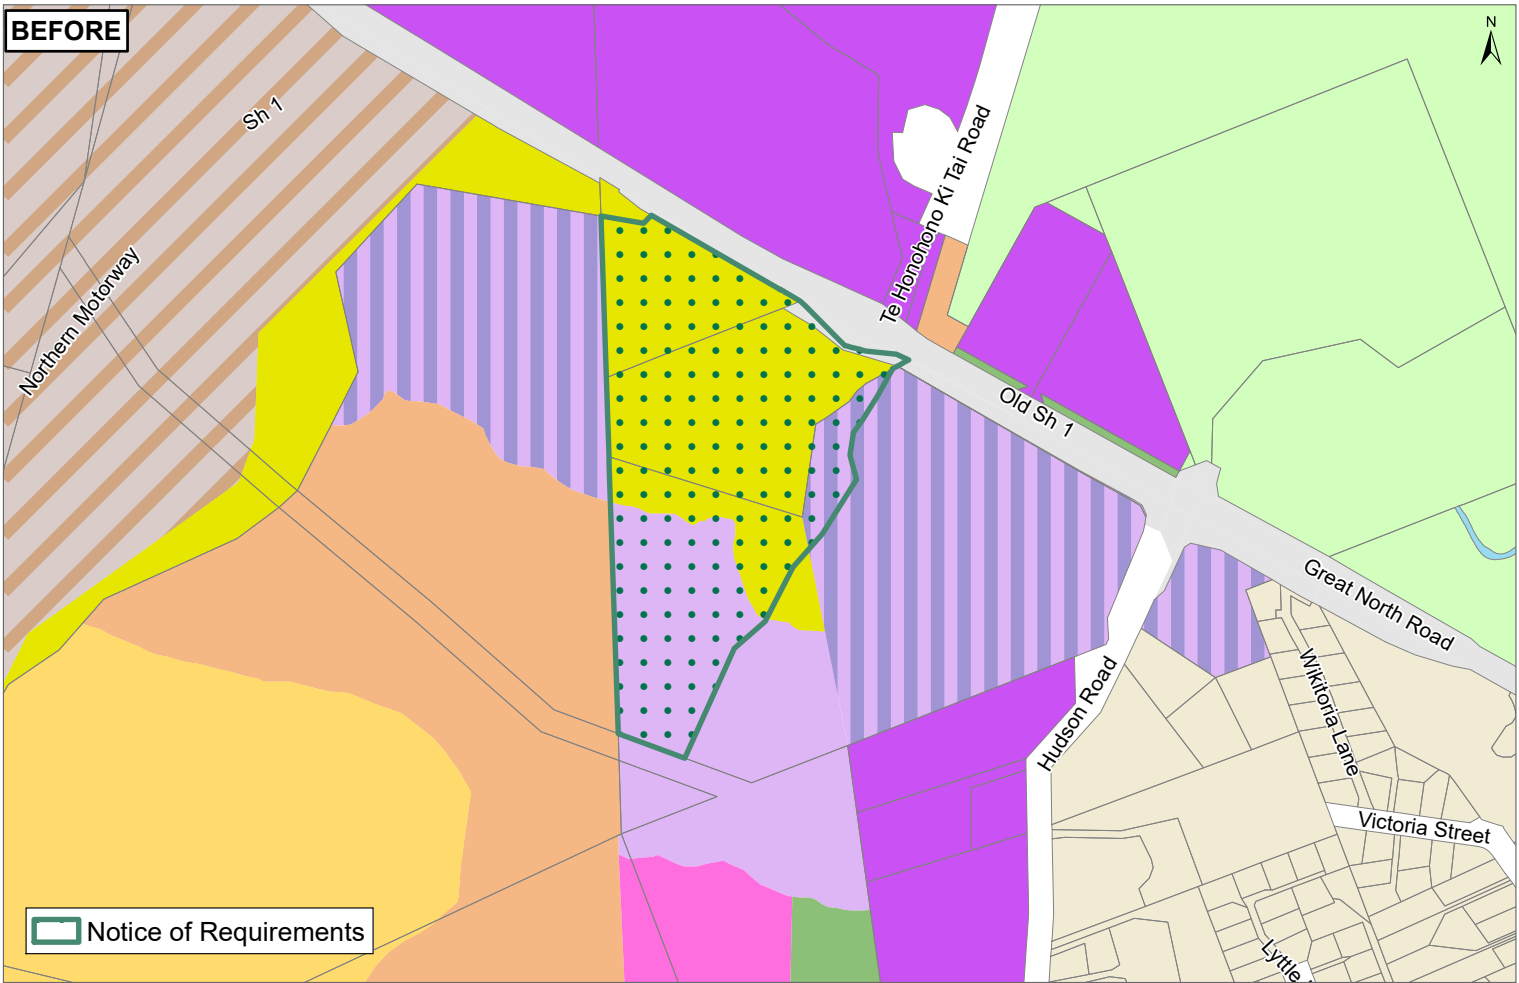 BEFORE
N
Sh 1
Te Honohono Ki Tai Road
Northern Motorway
Old Sh 1
Great North Road
Hudson Road
Wikitoria Lane
Victoria Street
Lyttle
Notice of Requirements